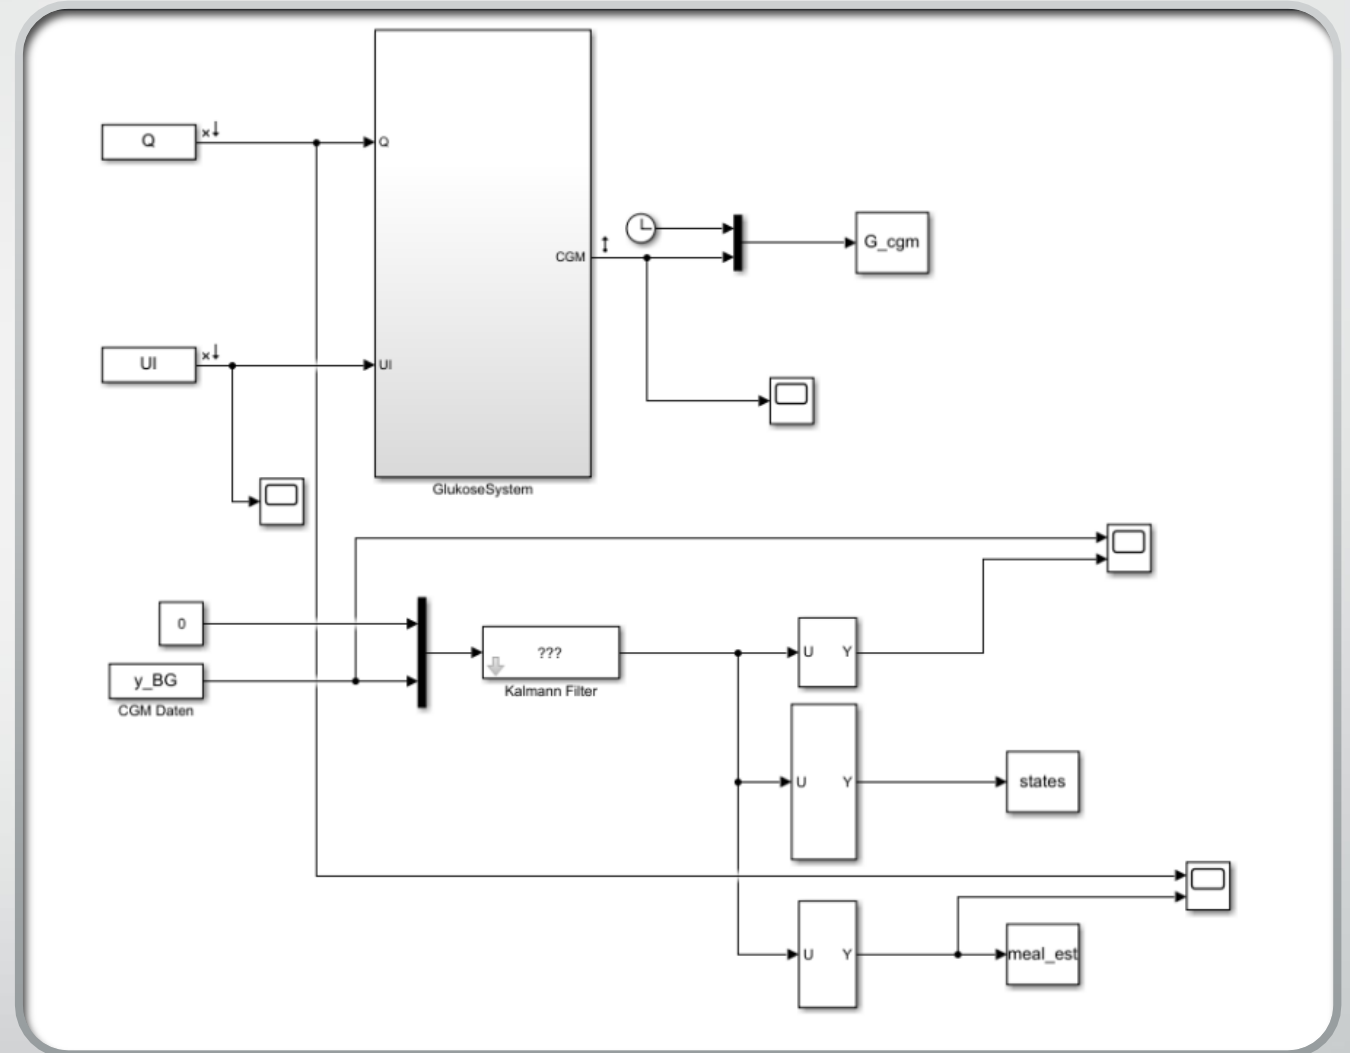 Q
Q
CGM
G_cgm
UI
UI
GlukoseSystem
0
y_BG
CGM Daten
???
Kalmann Filter
U Y
U Y
states
U Y
meal_est